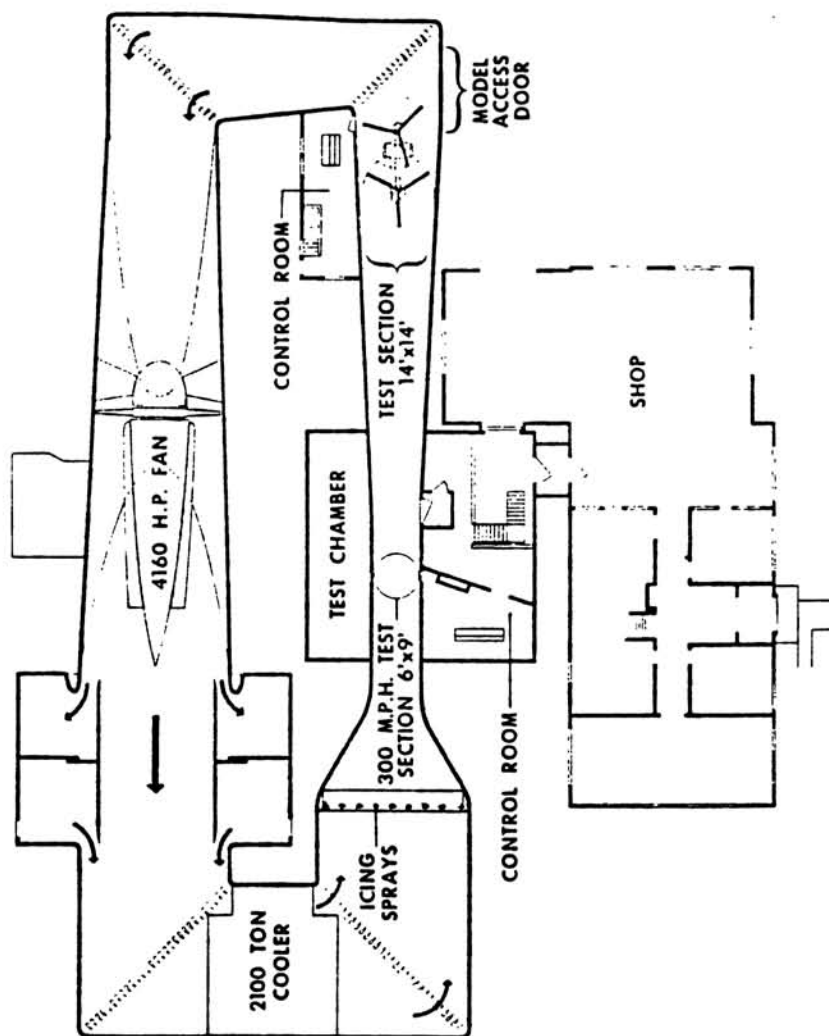 4160 H.P. FAN
MODEL
ACCESS
DOOR
CONTROL ROOM
TEST SECTION
14'x14'
SHOP
TEST CHAMBER
300 M.P.H. TEST
SECTION 6'x9'
CONTROL ROOM
ICING
SPRAYS
2100 TON
COOLER